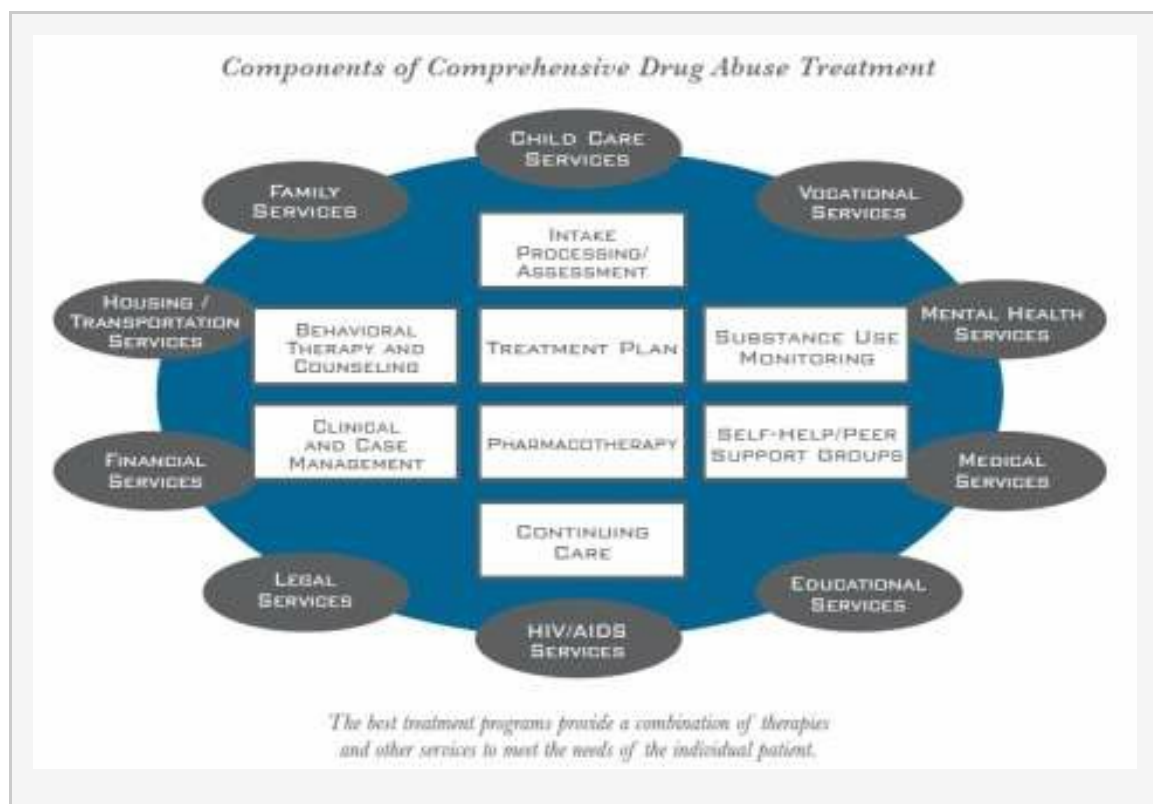 Components of Comprehensive Drug Abuse Treatment
CHILD CARE
SERVICES
FAMILY
SERVICES
VOCATIONAL
SERVICES
INTAKE
PROCESSING/
ASSESSMENT
HOUSING /
TRANSPORTATION
SERVICES
BEHAVIORAL
THERAPY AND
COUNSELING
TREATMENT PLAN
SUBSTANCE USE
MONITORING
MENTAL HEALTH
SERVICES
FINANCIAL
SERVICES
CLINICAL
AND CASE
MANAGEMENT
PHARMACOTHERAPY
SELF-HELP/PEER
SUPPORT GROUPS
MEDICAL
SERVICES
CONTINUING
CARE
LEGAL
SERVICES
EDUCATIONAL
SERVICES
HIV/AIDS
SERVICES
The best treatment programs provide a combination of therapies
and other services to meet the needs of the individual patient.